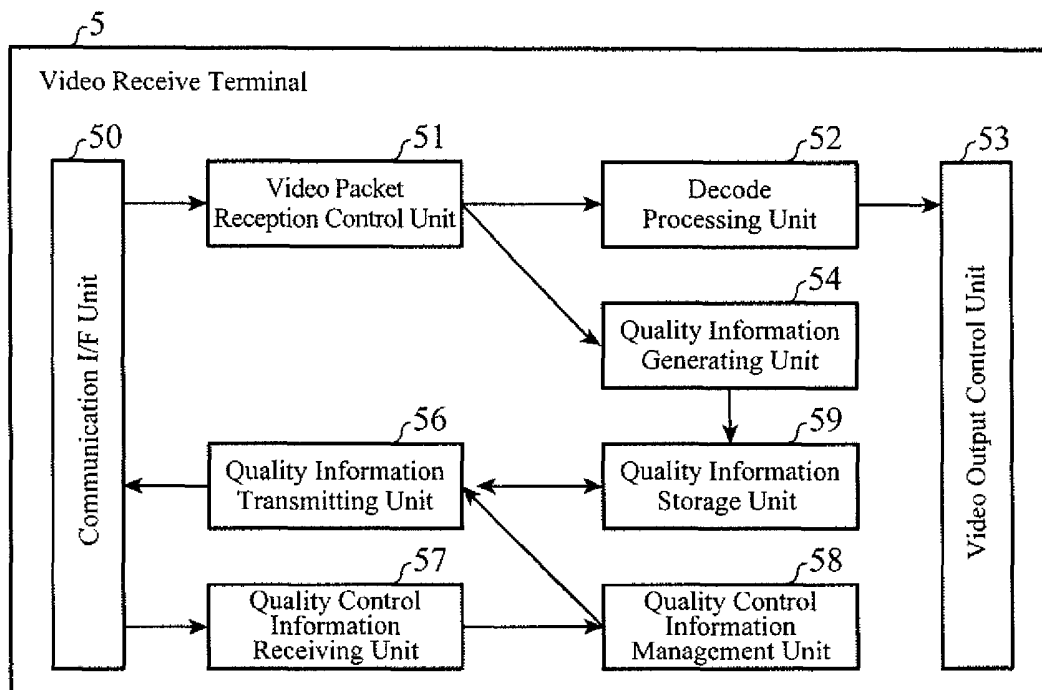 5
Video Receive Terminal
50
Communication I/F Unit
51
Video Packet
Reception Control Unit
52
Decode
Processing Unit
53
Video Output Control Unit
54
Quality Information
Generating Unit
56
Quality Information
Transmitting Unit
59
Quality Information
Storage Unit
57
Quality Control
Information
Receiving Unit
58
Quality Control
Information
Management Unit